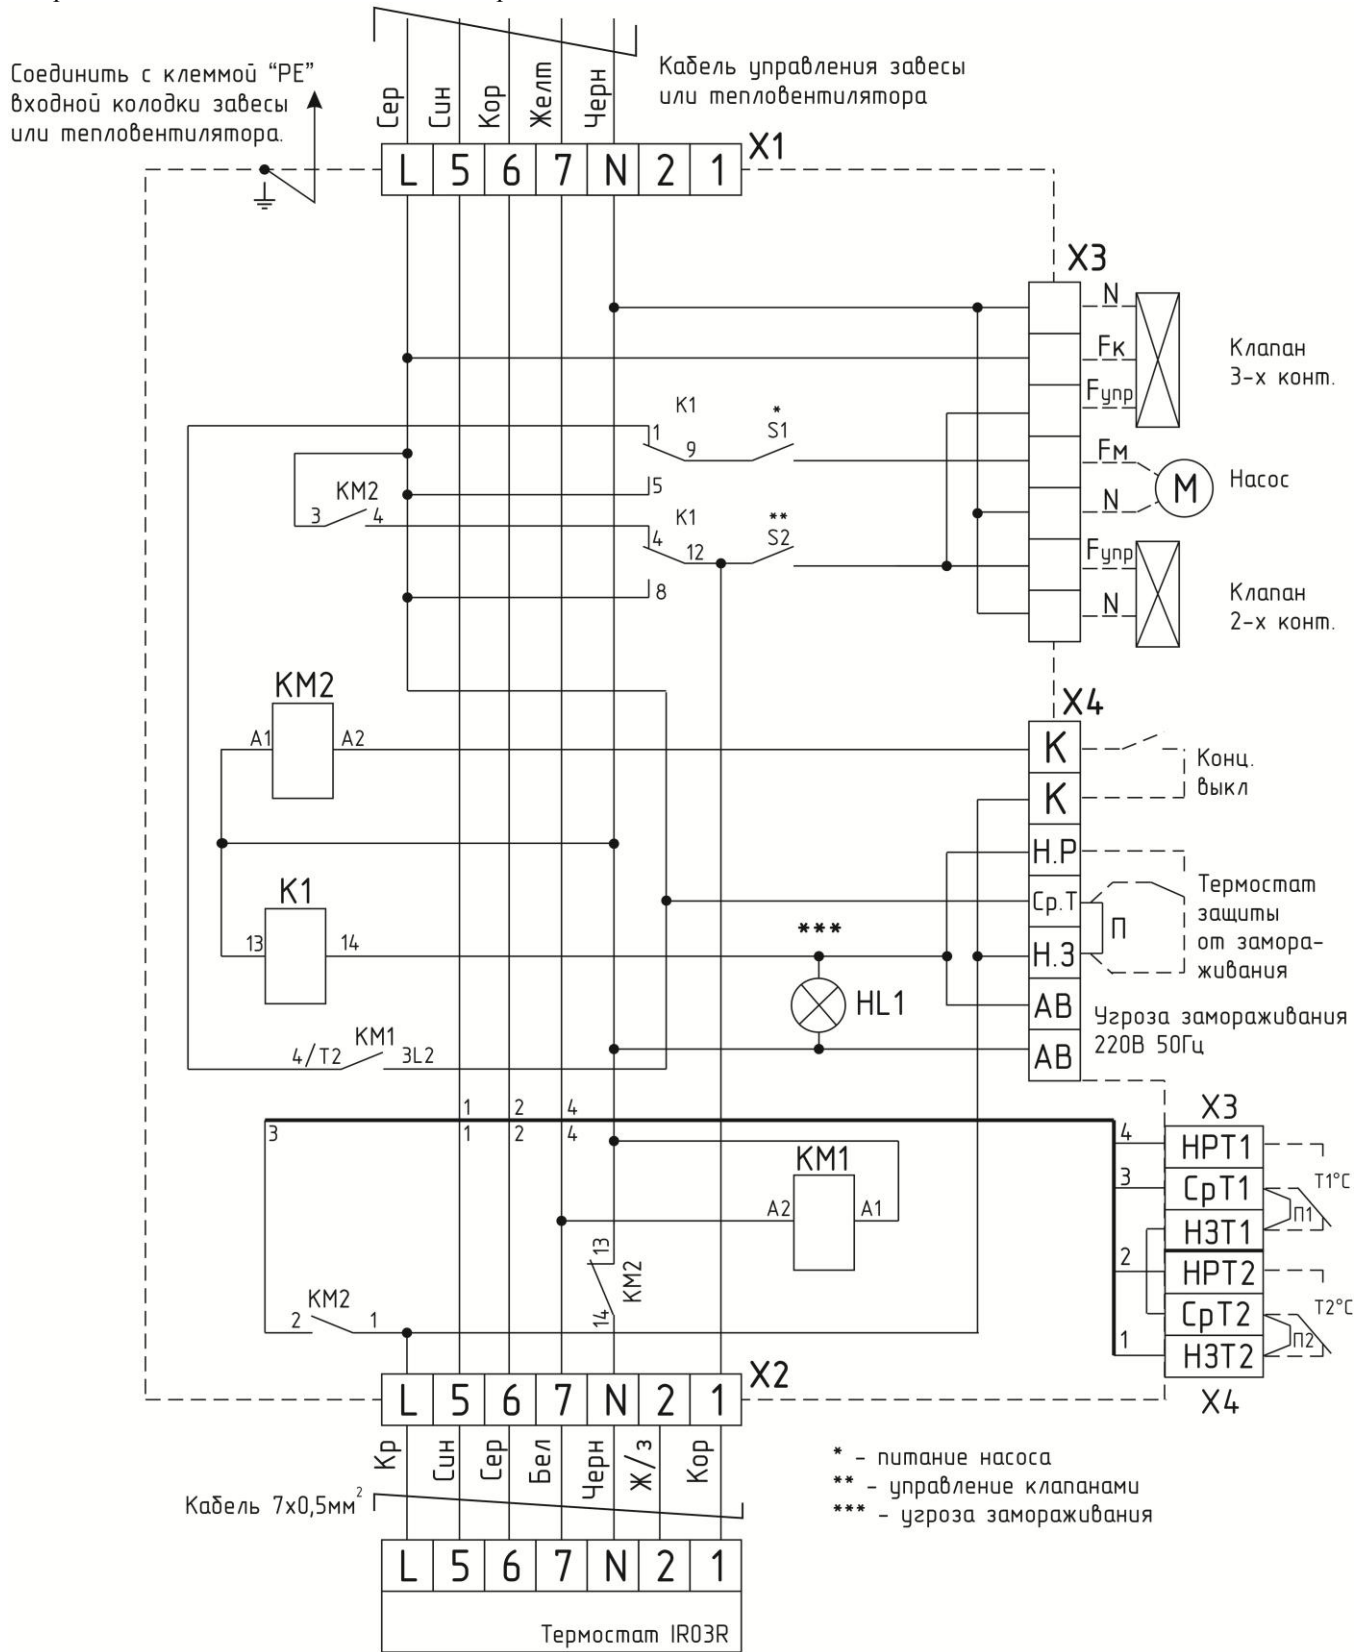 Соединить с клеммой “PE”
входной колодки завесы
или тепловентилятора.
Сер
Син
Кор
Желт
Черн
Кабель управления завесы
или тепловентилятора
X1
L 5 6 7 N 2 1
X3
N
Fк
Fупр
Клапан
3-х конт.
K1
1
9
*
S1
Fм
N
M
Насос
5
KM2
3 4
K1
4
12
**
S2
8
Fупр
N
Клапан
2-х конт.
KM2
A1 A2
X4
K
K
Конц.
выкл
Н.Р
Ср.Т
Н.З
П
Термостат
защиты
от замора-
живания
K1
13 14
***
HL1
АВ
АВ
Угроза замораживания
220В 50Гц
4/T2 KM1 3L2
1 2 4
3 1 2 4
KM1
A2 A1
13
14
KM2
KM2
2 1
X3
4 НРТ1
3 СрТ1
НЗТ1
T1°C
П1
2 НРТ2
СрТ2
1 НЗТ2
T2°C
П2
X4
X2
L 5 6 7 N 2 1
Кр
Син
Сер
Бел
Черн
Ж/з
Кор
Кабель 7х0,5мм²
* - питание насоса
** - управление клапанами
*** - угроза замораживания
L 5 6 7 N 2 1
Термостат IR03R